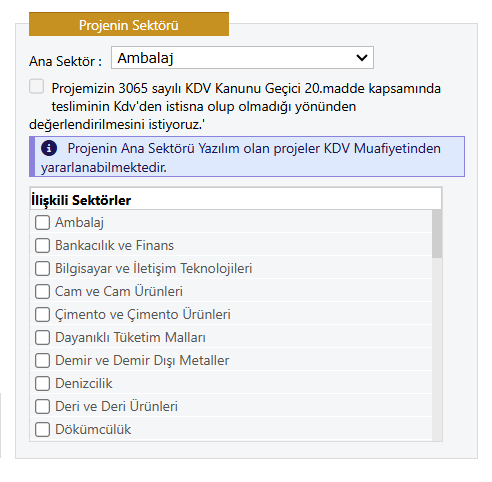 Projenin Sektörü
Ana Sektör : Ambalaj
Projemizin 3065 sayılı KDV Kanunu Geçici 20.madde kapsamında
tesliminin Kdv'den istisna olup olmadığı yönünden
değerlendirilmesini istiyoruz.'
Projenin Ana Sektörü Yazılım olan projeler KDV Muafiyetinden
yararlanabilmektedir.
İlişkili Sektörler
Ambalaj
Bankacılık ve Finans
Bilgisayar ve İletişim Teknolojileri
Cam ve Cam Ürünleri
Çimento ve Çimento Ürünleri
Dayanıklı Tüketim Malları
Demir ve Demir Dışı Metaller
Denizcilik
Deri ve Deri Ürünleri
Dökümcülük